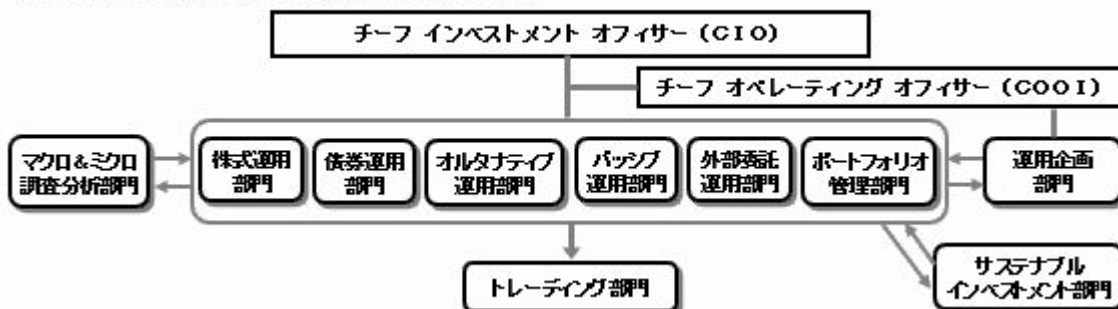 チーフ インベストメント オフィサー (CIO)
チーフ オペレーティング オフィサー (COOI)
マクロ&ミクロ
調査分析部門
株式運用
部門
債券運用
部門
オルタナティブ
運用部門
パッシブ
運用部門
外部委託
運用部門
ポートフォリオ
管理部門
運用企画
部門
トレーディング部門
サステナブル
インベストメント部門